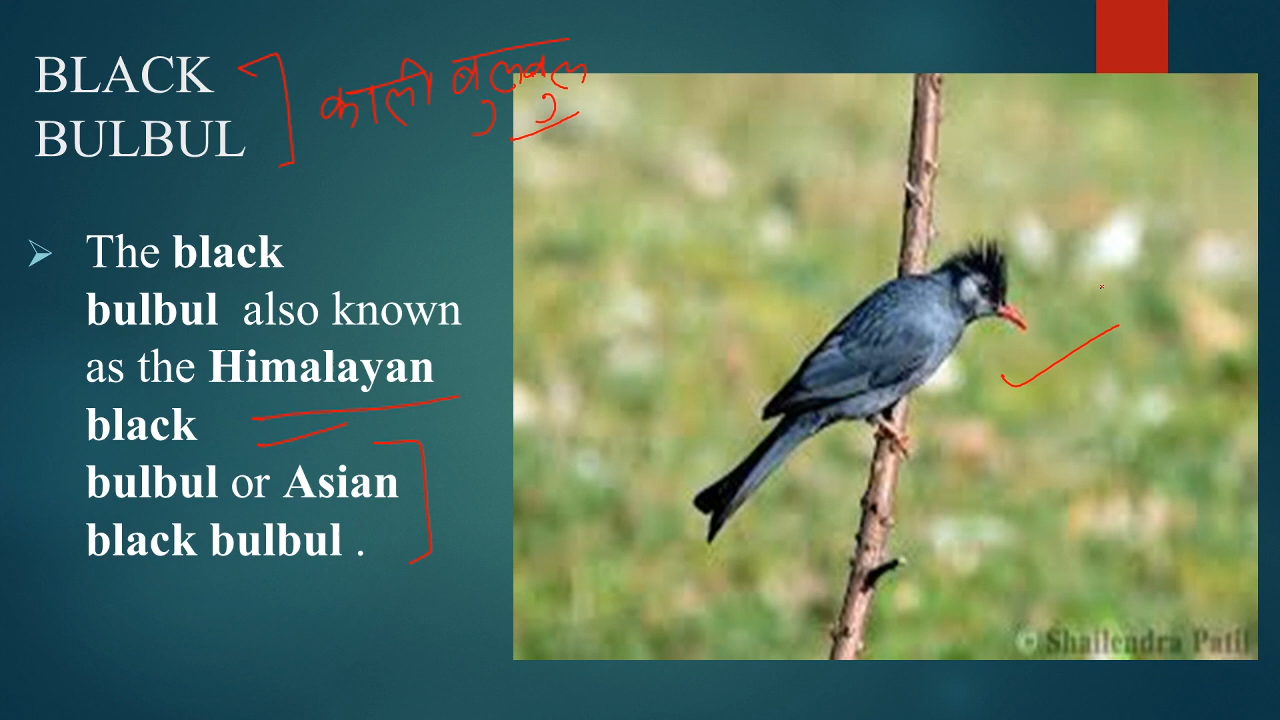 BLACK
BULBUL
काली बुलबुल
The black
bulbul also known
as the Himalayan
black
bulbul or Asian
black bulbul .
© Shailendra Patil